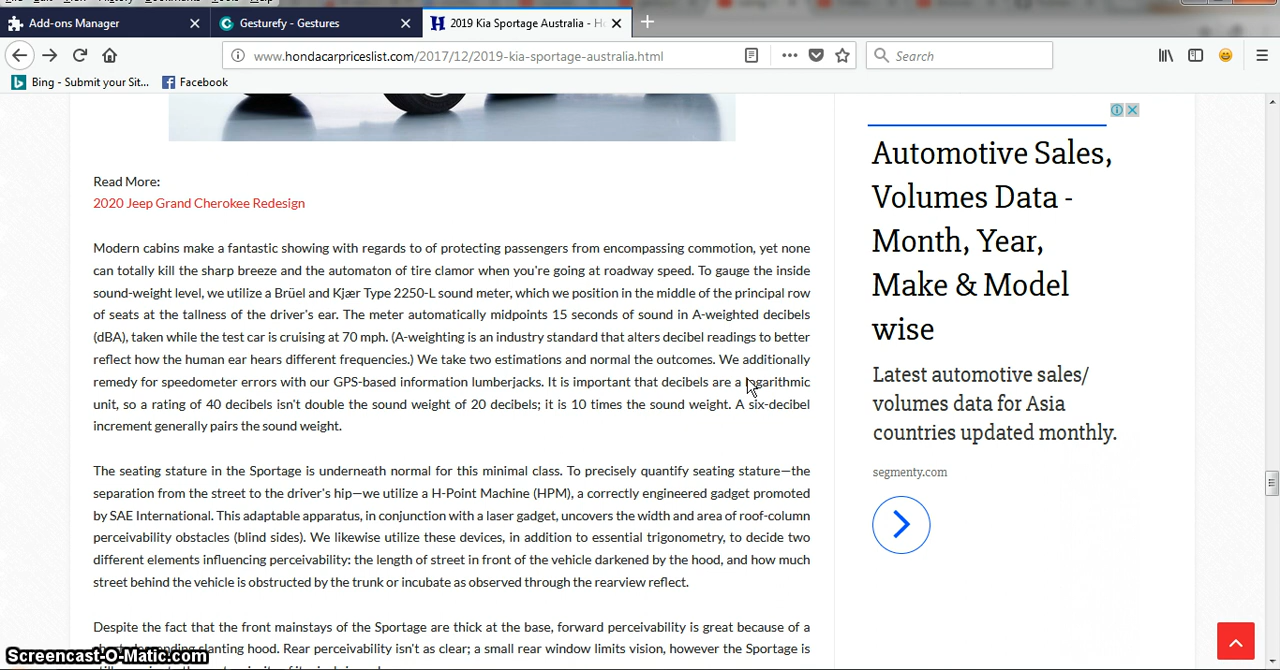 Add-ons Manager
Gesturefy - Gestures
2019 Kia Sportage Australia - H
www.hondacarpriceslist.com/2017/12/2019-kia-sportage-australia.html
Search
Bing - Submit your Sit...
Facebook
Read More:
2020 Jeep Grand Cherokee Redesign
Modern cabins make a fantastic showing with regards to of protecting passengers from encompassing commotion, yet none
can totally kill the sharp breeze and the automaton of tire clamor when you're going at roadway speed. To gauge the inside
sound-weight level, we utilize a Brüel and Kjær Type 2250-L sound meter, which we position in the middle of the principal row
of seats at the tallness of the driver's ear. The meter automatically midpoints 15 seconds of sound in A-weighted decibels
(dBA), taken while the test car is cruising at 70 mph. (A-weighting is an industry standard that alters decibel readings to better
reflect how the human ear hears different frequencies.) We take two estimations and normal the outcomes. We additionally
remedy for speedometer errors with our GPS-based information lumberjacks. It is important that decibels are a logarithmic
unit, so a rating of 40 decibels isn't double the sound weight of 20 decibels; it is 10 times the sound weight. A six-decibel
increment generally pairs the sound weight.
The seating stature in the Sportage is underneath normal for this minimal class. To precisely quantify seating stature—the
separation from the street to the driver's hip—we utilize a H-Point Machine (HPM), a correctly engineered gadget promoted
by SAE International. This adaptable apparatus, in conjunction with a laser gadget, uncovers the width and area of roof-column
perceivability obstacles (blind sides). We likewise utilize these devices, in addition to essential trigonometry, to decide two
different elements influencing perceivability: the length of street in front of the vehicle darkened by the hood, and how much
street behind the vehicle is obstructed by the trunk or incubate as observed through the rearview reflect.
Despite the fact that the front mainstays of the Sportage are thick at the base, forward perceivability is great because of a
slanting hood. Rear perceivability isn't as clear; a small rear window limits vision, however the Sportage is
Automotive Sales,
Volumes Data -
Month, Year,
Make & Model
wise
Latest automotive sales/
volumes data for Asia
countries updated monthly.
segmenty.com
Screencast-O-Matic.com